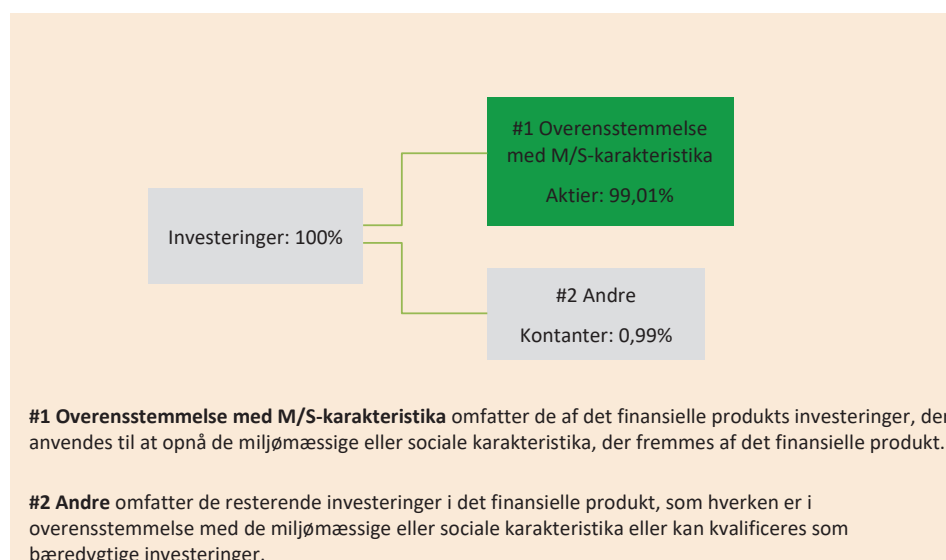 #1 Overensstemmelse
med M/S-karakteristika
Aktier: 99,01%
Investeringer: 100%
#2 Andre
Kontanter: 0,99%
#1 Overensstemmelse med M/S-karakteristika omfatter de af det finansielle produkts investeringer, der
anvendes til at opnå de miljømæssige eller sociale karakteristika, der fremmes af det finansielle produkt.
#2 Andre omfatter de resterende investeringer i det finansielle produkt, som hverken er i
overensstemmelse med de miljømæssige eller sociale karakteristika eller kan kvalificeres som
bæredygtige investeringer.